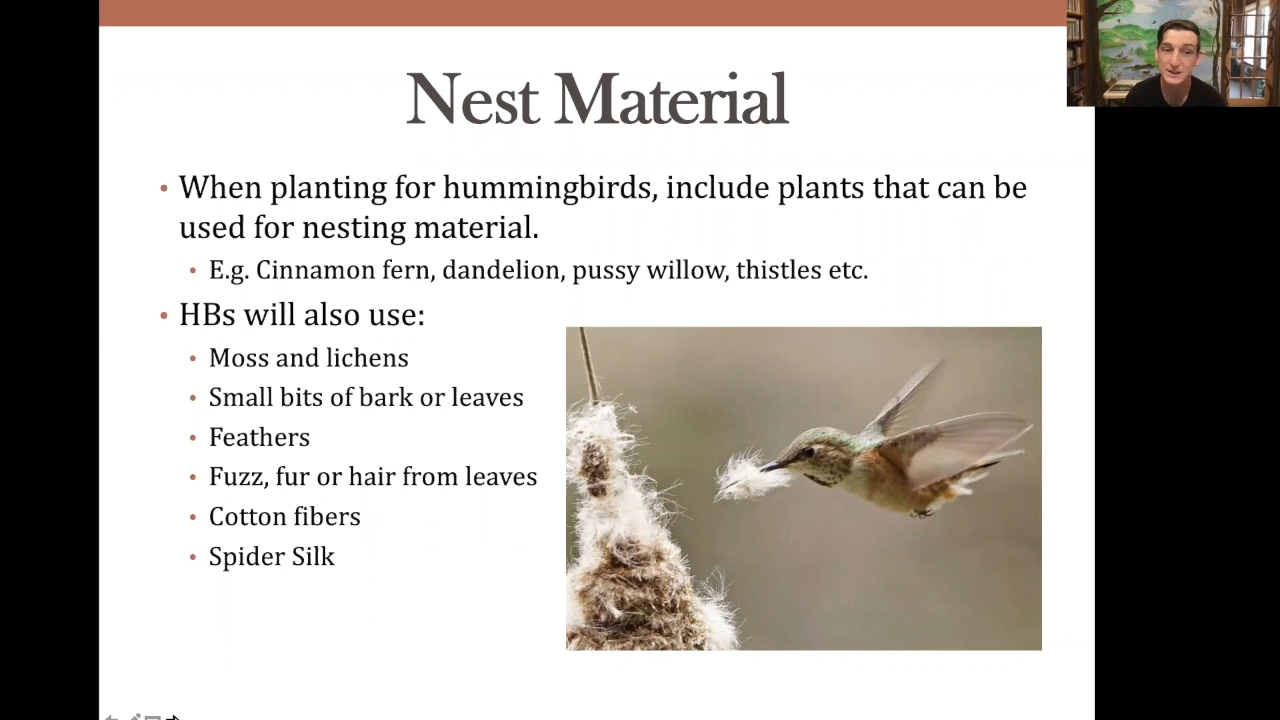 Nest Material
• When planting for hummingbirds, include plants that can be
used for nesting material.
• E.g. Cinnamon fern, dandelion, pussy willow, thistles etc.
• HBs will also use:
• Moss and lichens
• Small bits of bark or leaves
• Feathers
• Fuzz, fur or hair from leaves
• Cotton fibers
• Spider Silk